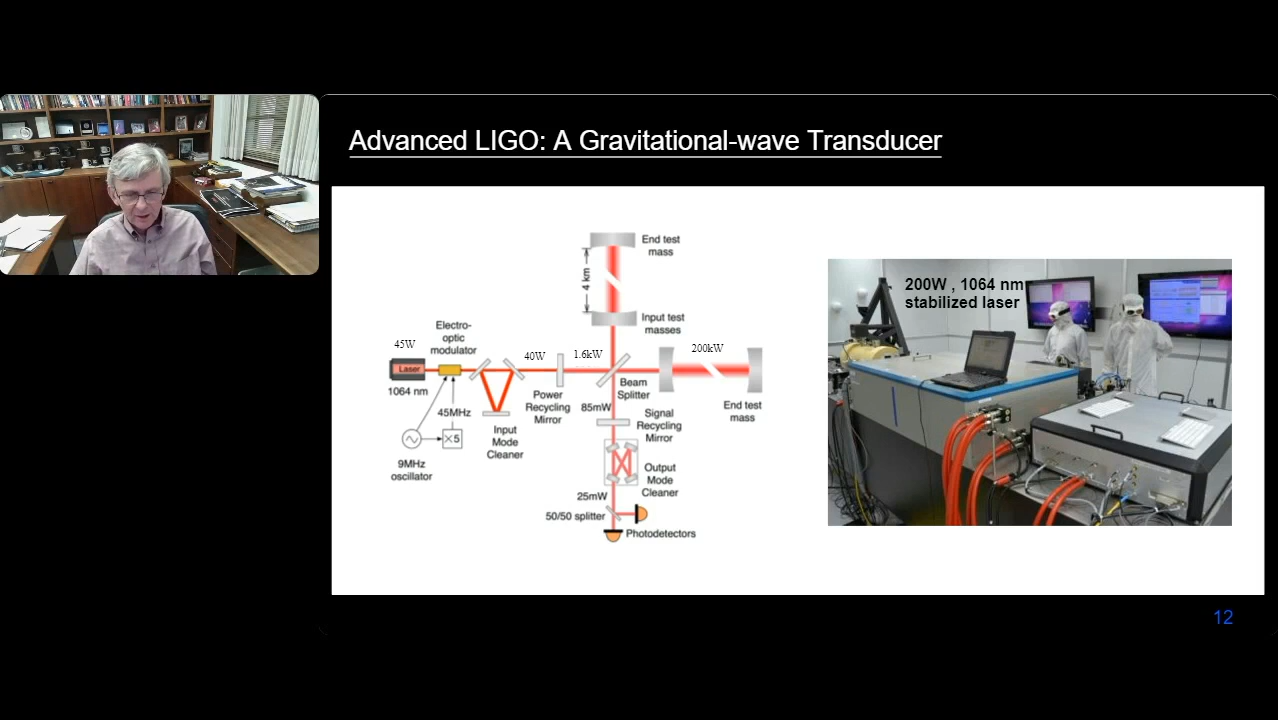 Advanced LIGO: A Gravitational-wave Transducer
End test
mass
4 km
Input test
masses
Electro-
optic
modulator
45W
Laser
1064 nm
40W
1.6kW
200kW
Beam
Splitter
End test
mass
Power
Recycling
Mirror
85mW
Signal
Recycling
Mirror
45MHz
×5
9MHz
oscillator
Input
Mode
Cleaner
Output
Mode
Cleaner
25mW
50/50 splitter
Photodetectors
200W , 1064 nm
stabilized laser
12